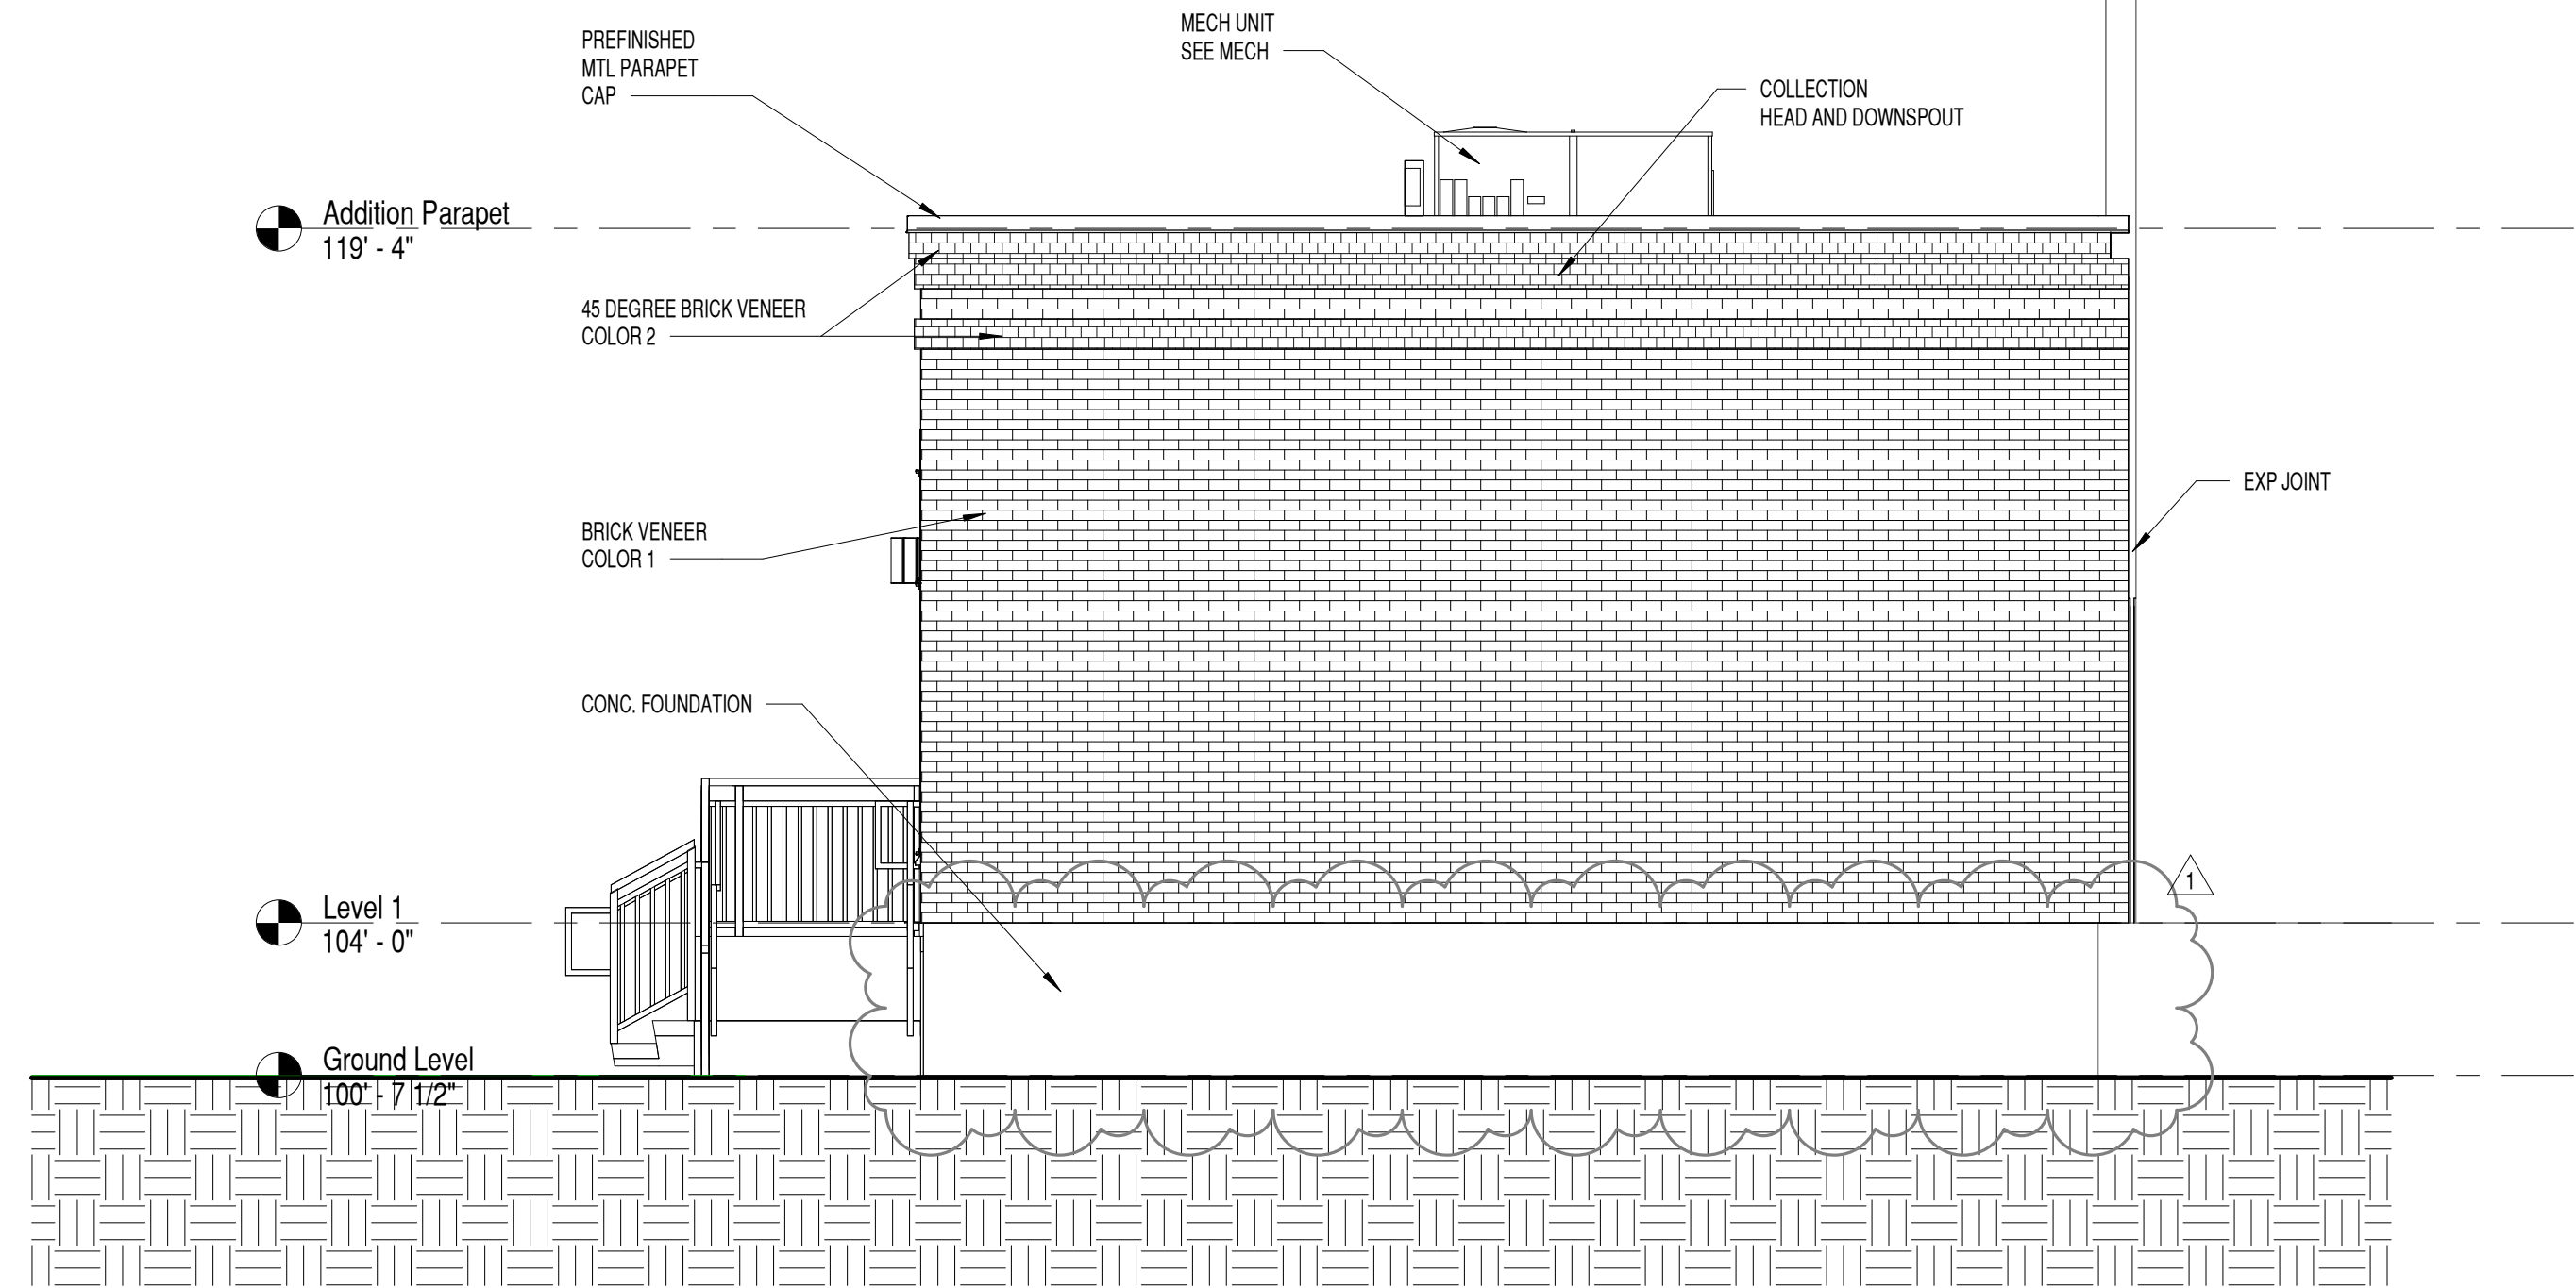 MECH UNIT
SEE MECH
PREFINISHED
MTL PARAPET
CAP
COLLECTION
HEAD AND DOWNSPOUT
Addition Parapet
119' - 4"
45 DEGREE BRICK VENEER
COLOR 2
EXP JOINT
BRICK VENEER
COLOR 1
CONC. FOUNDATION
1
Level 1
104' - 0"
Ground Level
100' - 7 1/2"